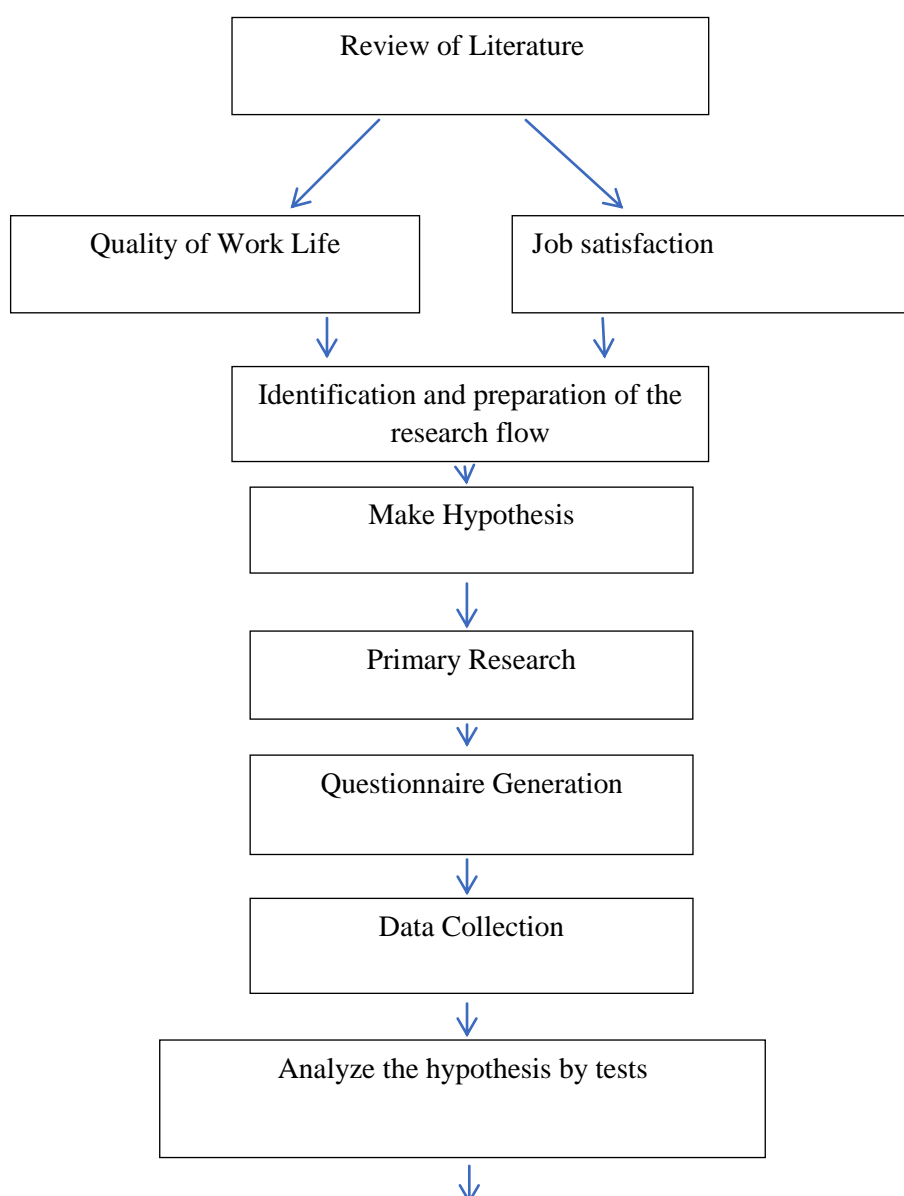 Review of Literature
Quality of Work Life
Job satisfaction
Identification and preparation of the
research flow
Make Hypothesis
Primary Research
Questionnaire Generation
Data Collection
Analyze the hypothesis by tests